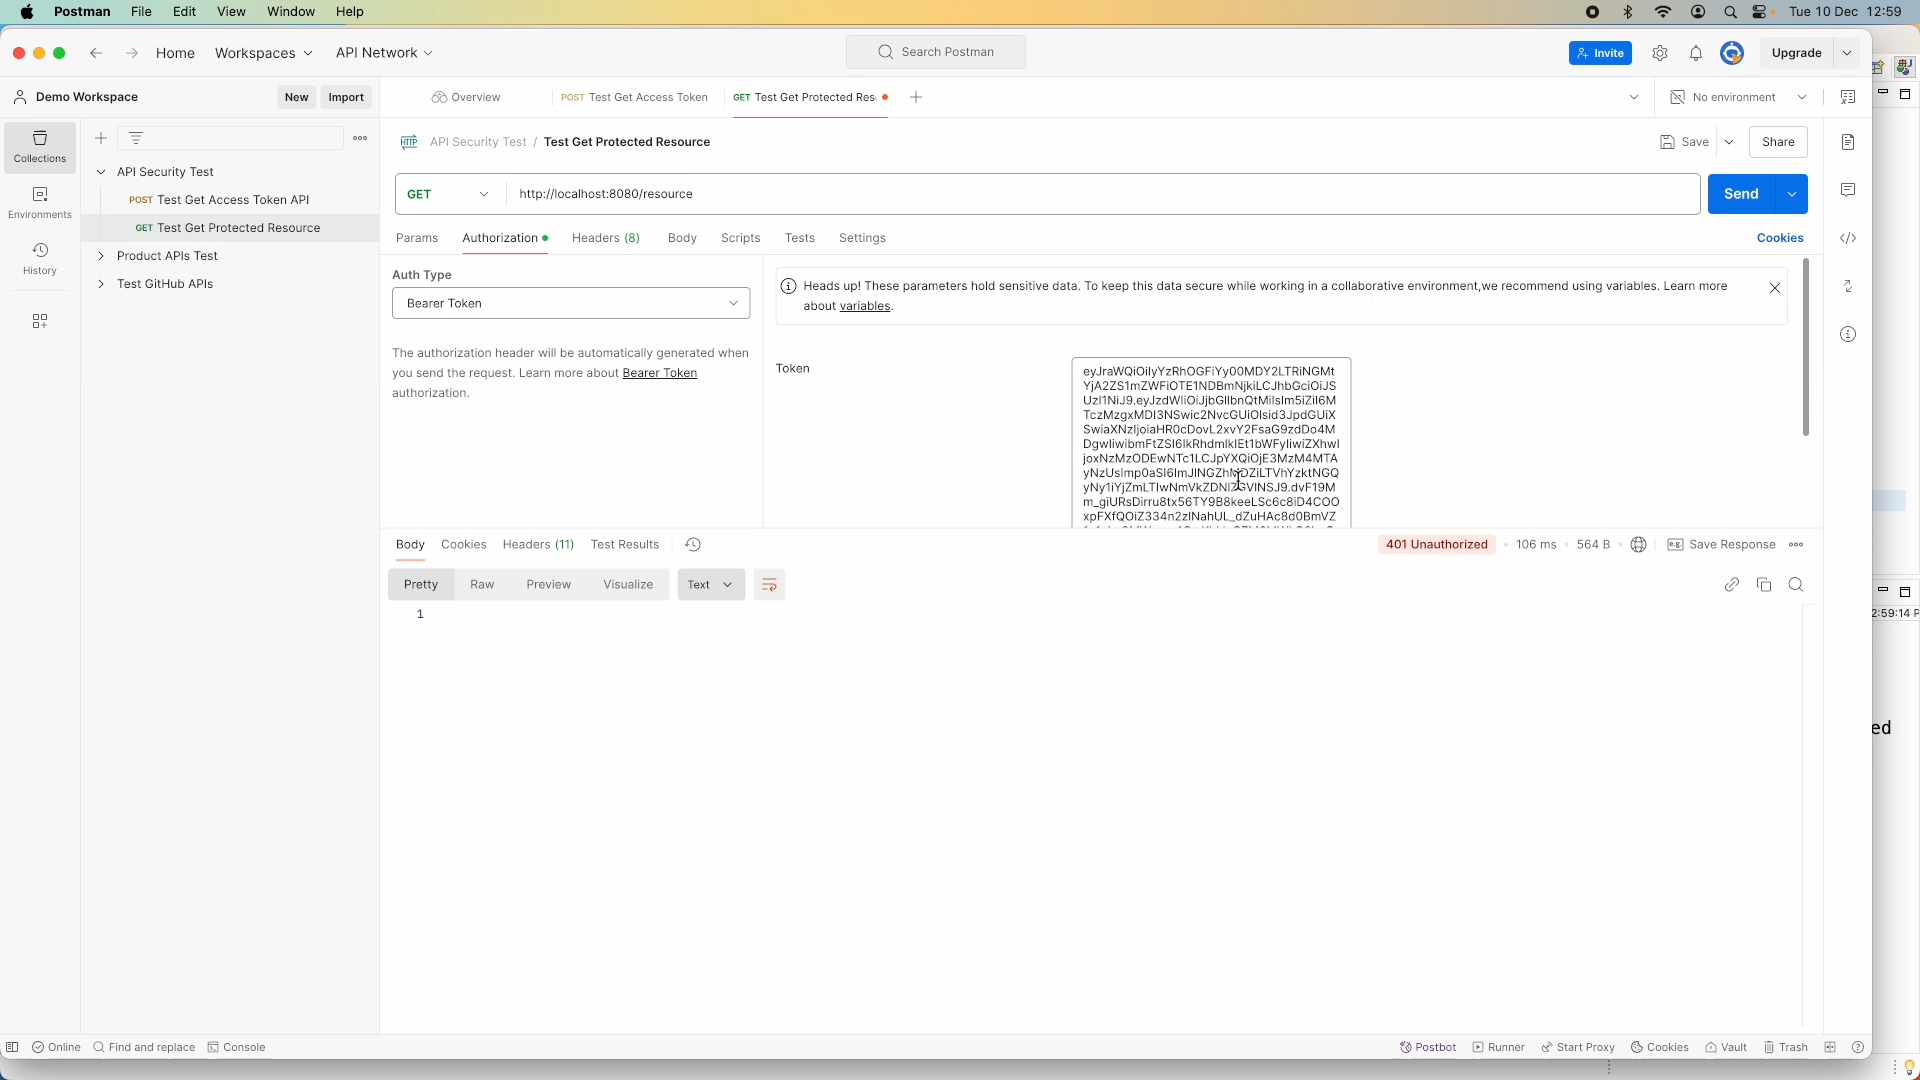 Postman File Edit View Window Help Tue 10 Dec 12:59
Home Workspaces API Network Search Postman Invite Upgrade
Demo Workspace New Import Overview POST Test Get Access Token GET Test Get Protected Res No environment
Collections
Environments
History
API Security Test
POST Test Get Access Token API
GET Test Get Protected Resource
Product APIs Test
Test GitHub APIs
HTTP API Security Test / Test Get Protected Resource Save Share
GET http://localhost:8080/resource Send
Params Authorization Headers (8) Body Scripts Tests Settings Cookies
Auth Type
Bearer Token
The authorization header will be automatically generated when
you send the request. Learn more about Bearer Token
authorization.
Heads up! These parameters hold sensitive data. To keep this data secure while working in a collaborative environment,we recommend using variables. Learn more
about variables.
Token
Body Cookies Headers (11) Test Results 401 Unauthorized 106 ms 564 B Save Response
Pretty Raw Preview Visualize Text
1
2:59:14 P
ed
Online Find and replace Console Postbot Runner Start Proxy Cookies Vault Trash